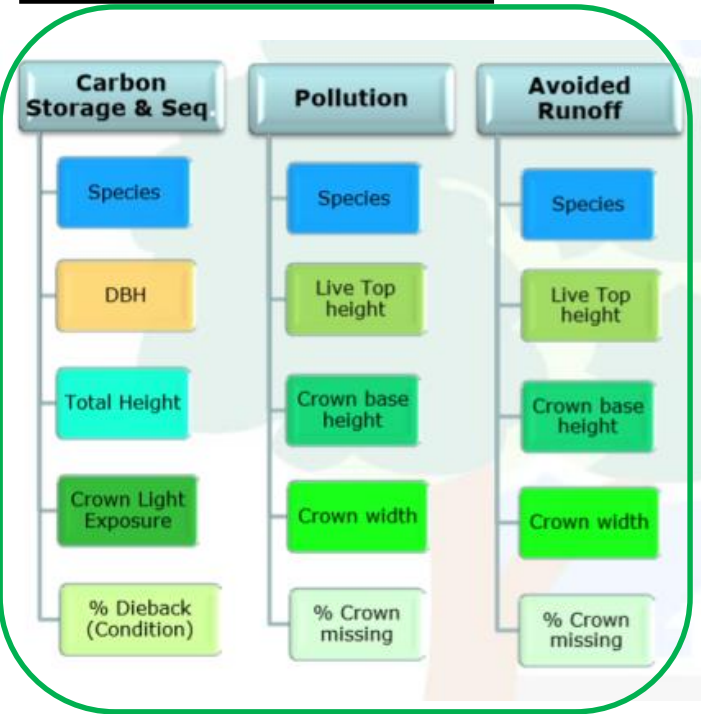 Carbon
Storage & Seq.
Species
DBH
Total Height
Crown Light
Exposure
% Dieback
(Condition)
Pollution
Species
Live Top
height
Crown base
height
Crown width
% Crown
missing
Avoided
Runoff
Species
Live Top
height
Crown base
height
Crown width
% Crown
missing